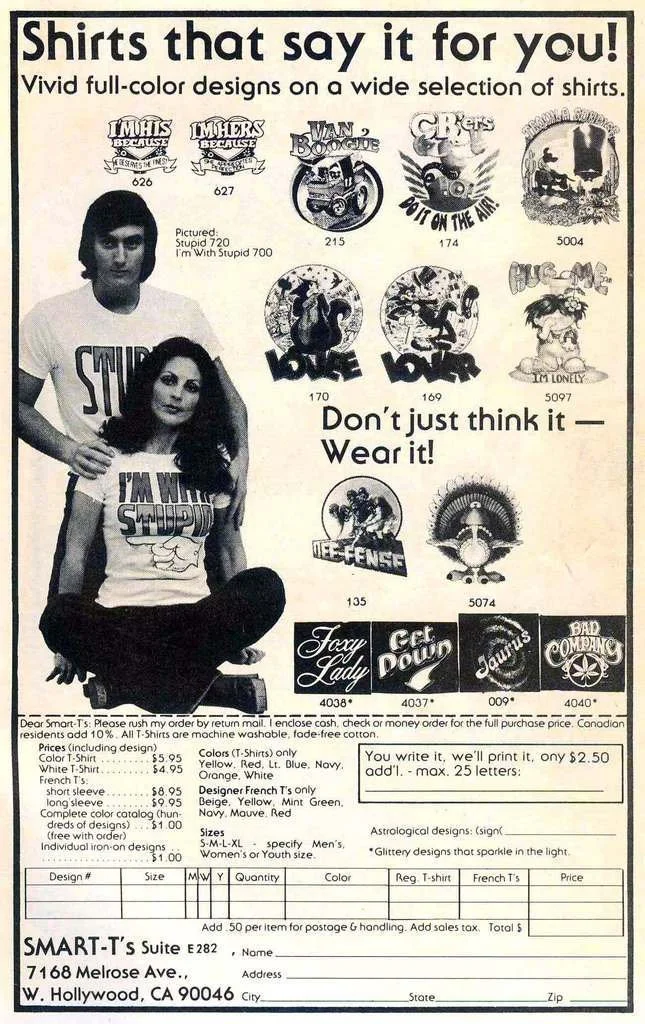 Shirts that say it for you!
Vivid full-color designs on a wide selection of shirts.
I'M HIS
BECAUSE
HE DESERVES THE FINEST
626
I'M HERS
BECAUSE
627
VAN
BOOGIE
215
CB'ers
DO IT ON THE AIR!
174
5004
Pictured:
Stupid 720
I'm With Stupid 700
STU
I'M WITH
STUPID
LOVEE
170
LOVER
169
HUG-ME
I'M LONELY
5097
Don't just think it —
Wear it!
DEE-FENSE
135
5074
Foxy
Lady
4038*
Get
Down
4037*
Taurus
009*
BAD
COMPANY
4040*
Dear Smart-T's: Please rush my order by return mail. I enclose cash, check or money order for the full purchase price. Canadian
residents add 10%. All T-Shirts are machine washable, fade-free cotton.
Prices (including design)
Color T-Shirt ......... $5.95
White T-Shirt ......... $4.95
French T's:
short sleeve ........ $8.95
long sleeve ......... $9.95
Complete color catalog (hun-
dreds of designs) ... $1.00
(free with order)
Individual iron-on designs ..
..................... $1.00
Colors (T-Shirts) only
Yellow, Red, Lt. Blue, Navy,
Orange, White
Designer French T's only
Beige, Yellow, Mint Green,
Navy, Mauve, Red
Sizes
S-M-L-XL - specify Men's,
Women's or Youth size.
You write it, we'll print it, ony $2.50
add'l. - max. 25 letters:
Astrological designs: (sign(
*Glittery designs that sparkle in the light.
Design # Size M W Y Quantity Color Reg. T-shirt French T's Price
Add .50 per item for postage & handling. Add sales tax. Total $
SMART-T's Suite E282 , Name
7168 Melrose Ave., Address
W. Hollywood, CA 90046 City State Zip